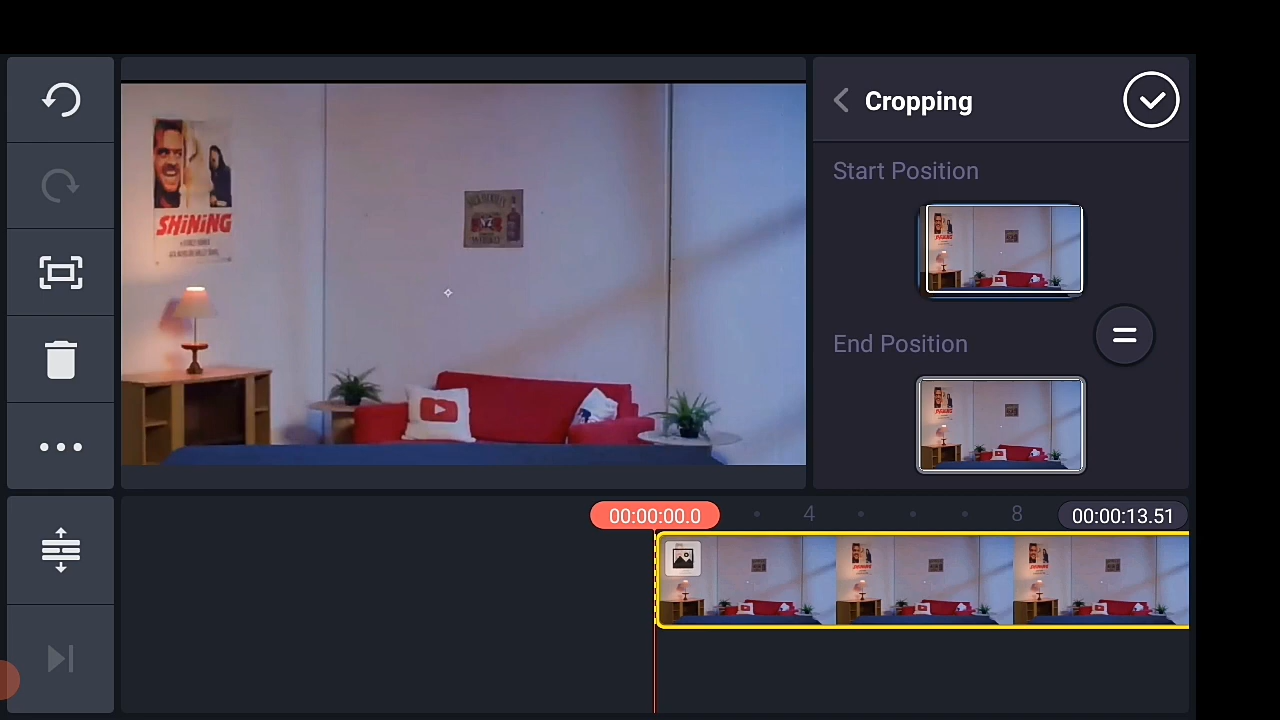 Cropping
Start Position
End Position
SHiNiNG
00:00:00.0
4
8
00:00:13.51